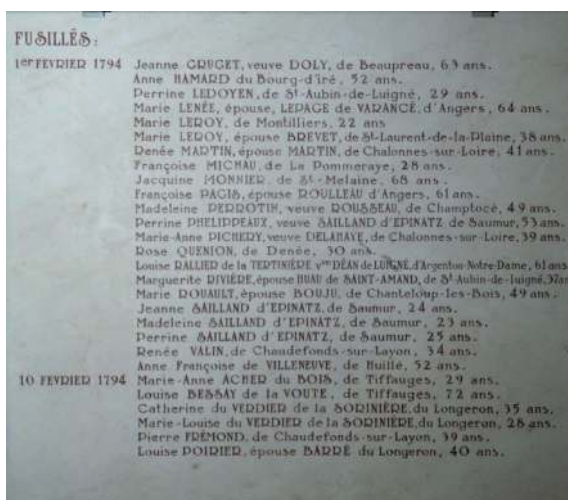 FUSILLÉS :
1er FEVRIER 1794 Jeanne GRUGET, veuve DOLY, de Beaupreau, 63 ans.
Anne HAMARD du Bourg-d'iré, 52 ans.
Perrine LEDOYEN, de St-Aubin-de-Luigné, 29 ans.
Marie LENÉE, épouse, LEPAGE de VARANCÉ, d'Angers, 64 ans.
Marie LEROY, de Montilliers, 22 ans
Marie LEROY, épouse BREVET, de St-Laurent-de-la-Plaine, 38 ans.
Renée MARTIN, épouse MARTIN, de Chalonnes-sur-Loire, 41 ans.
Françoise MICHAU, de La Pommeraye, 28 ans.
Jacquine MONNIER, de St-Melaine, 68 ans.
Françoise PAGIS, épouse ROULLEAU d'Angers, 61 ans.
Madeleine PERROTIN, veuve ROUSSEAU, de Champtocé, 49 ans.
Perrine PHELIPPEAUX, veuve SAILLAND d'EPINATZ de Saumur, 53 ans.
Marie-Anne PICHERY, veuve DELAHAYE, de Chalonnes-sur-Loire, 39 ans.
Rose QUENION, de Denée, 30 ans.
Louise RALLIER de la TERTINIÈRE vve DÉAN de LUIGNÉ, d'Argenton-Notre-Dame, 61 ans
Marguerite RIVIÈRE, épouse HUAU de SAINT-AMAND, de St-Aubin-de-Luigné, 37 ans
Marie ROUAULT, épouse BOUJU, de Chanteloup-les-Bois, 49 ans.
Jeanne SAILLAND d'EPINATZ, de Saumur, 24 ans.
Madeleine SAILLAND D'EPINATZ, de Saumur, 23 ans.
Perrine SAILLAND D'EPINATZ, de Saumur, 25 ans.
Renée VALIN, de Chaudefonds-sur-Layon, 34 ans.
Anne Françoise de VILLENEUVE, de Huillé, 52 ans.
10 FEVRIER 1794 Marie-Anne ACHER du BOIS, de Tiffauges, 29 ans.
Louise BESSAY de la VOUTE, de Tiffauges, 72 ans.
Catherine du VERDIER de la SORINIÈRE, du Longeron, 35 ans.
Marie-Louise du VERDIER de la SORINIÈRE, du Longeron, 28 ans.
Pierre FRÉMOND, de Chaudefonds-sur-Layon, 39 ans.
Louise POIRIER, épouse BARRÉ du Longeron, 40 ans.